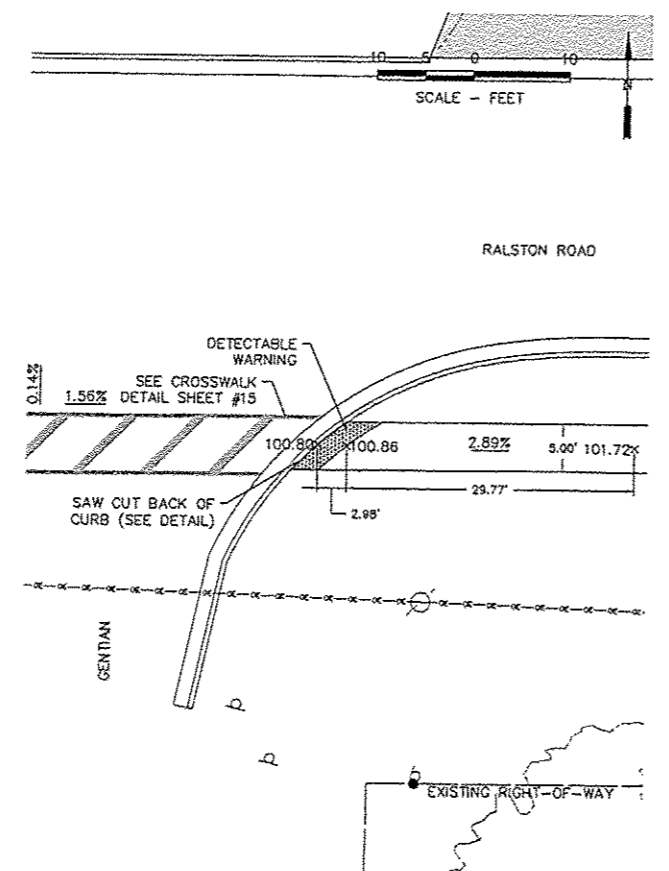 10 5 0 10
SCALE - FEET
N
RALSTON ROAD
DETECTABLE
WARNING
0.14%
1.56%
SEE CROSSWALK
DETAIL SHEET #15
100.80
100.86
2.89%
5.00'
101.72
SAW CUT BACK OF
CURB (SEE DETAIL)
29.77'
2.98'
GENTIAN
EXISTING RIGHT-OF-WAY